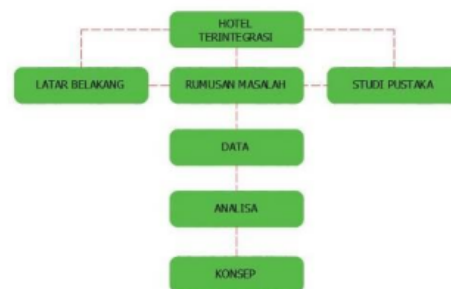 HOTEL
TERINTEGRASI
LATAR BELAKANG
RUMUSAN MASALAH
STUDI PUSTAKA
DATA
ANALISA
KONSEP